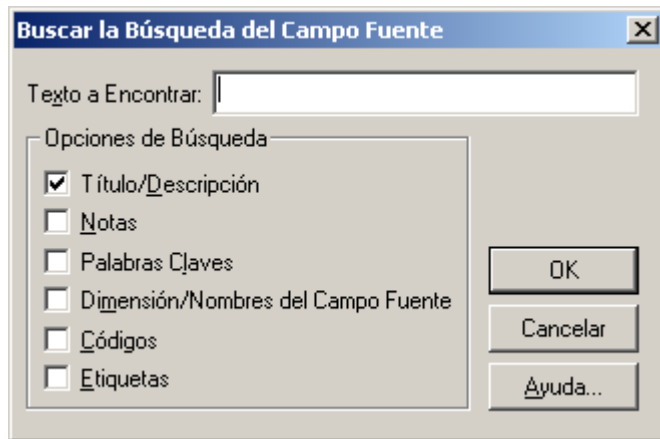 Buscar la Búsqueda del Campo Fuente
Texto a Encontrar:
Opciones de Búsqueda
Título/Descripción
Notas
Palabras Claves
Dimensión/Nombres del Campo Fuente
Códigos
Etiquetas
OK
Cancelar
Ayuda...